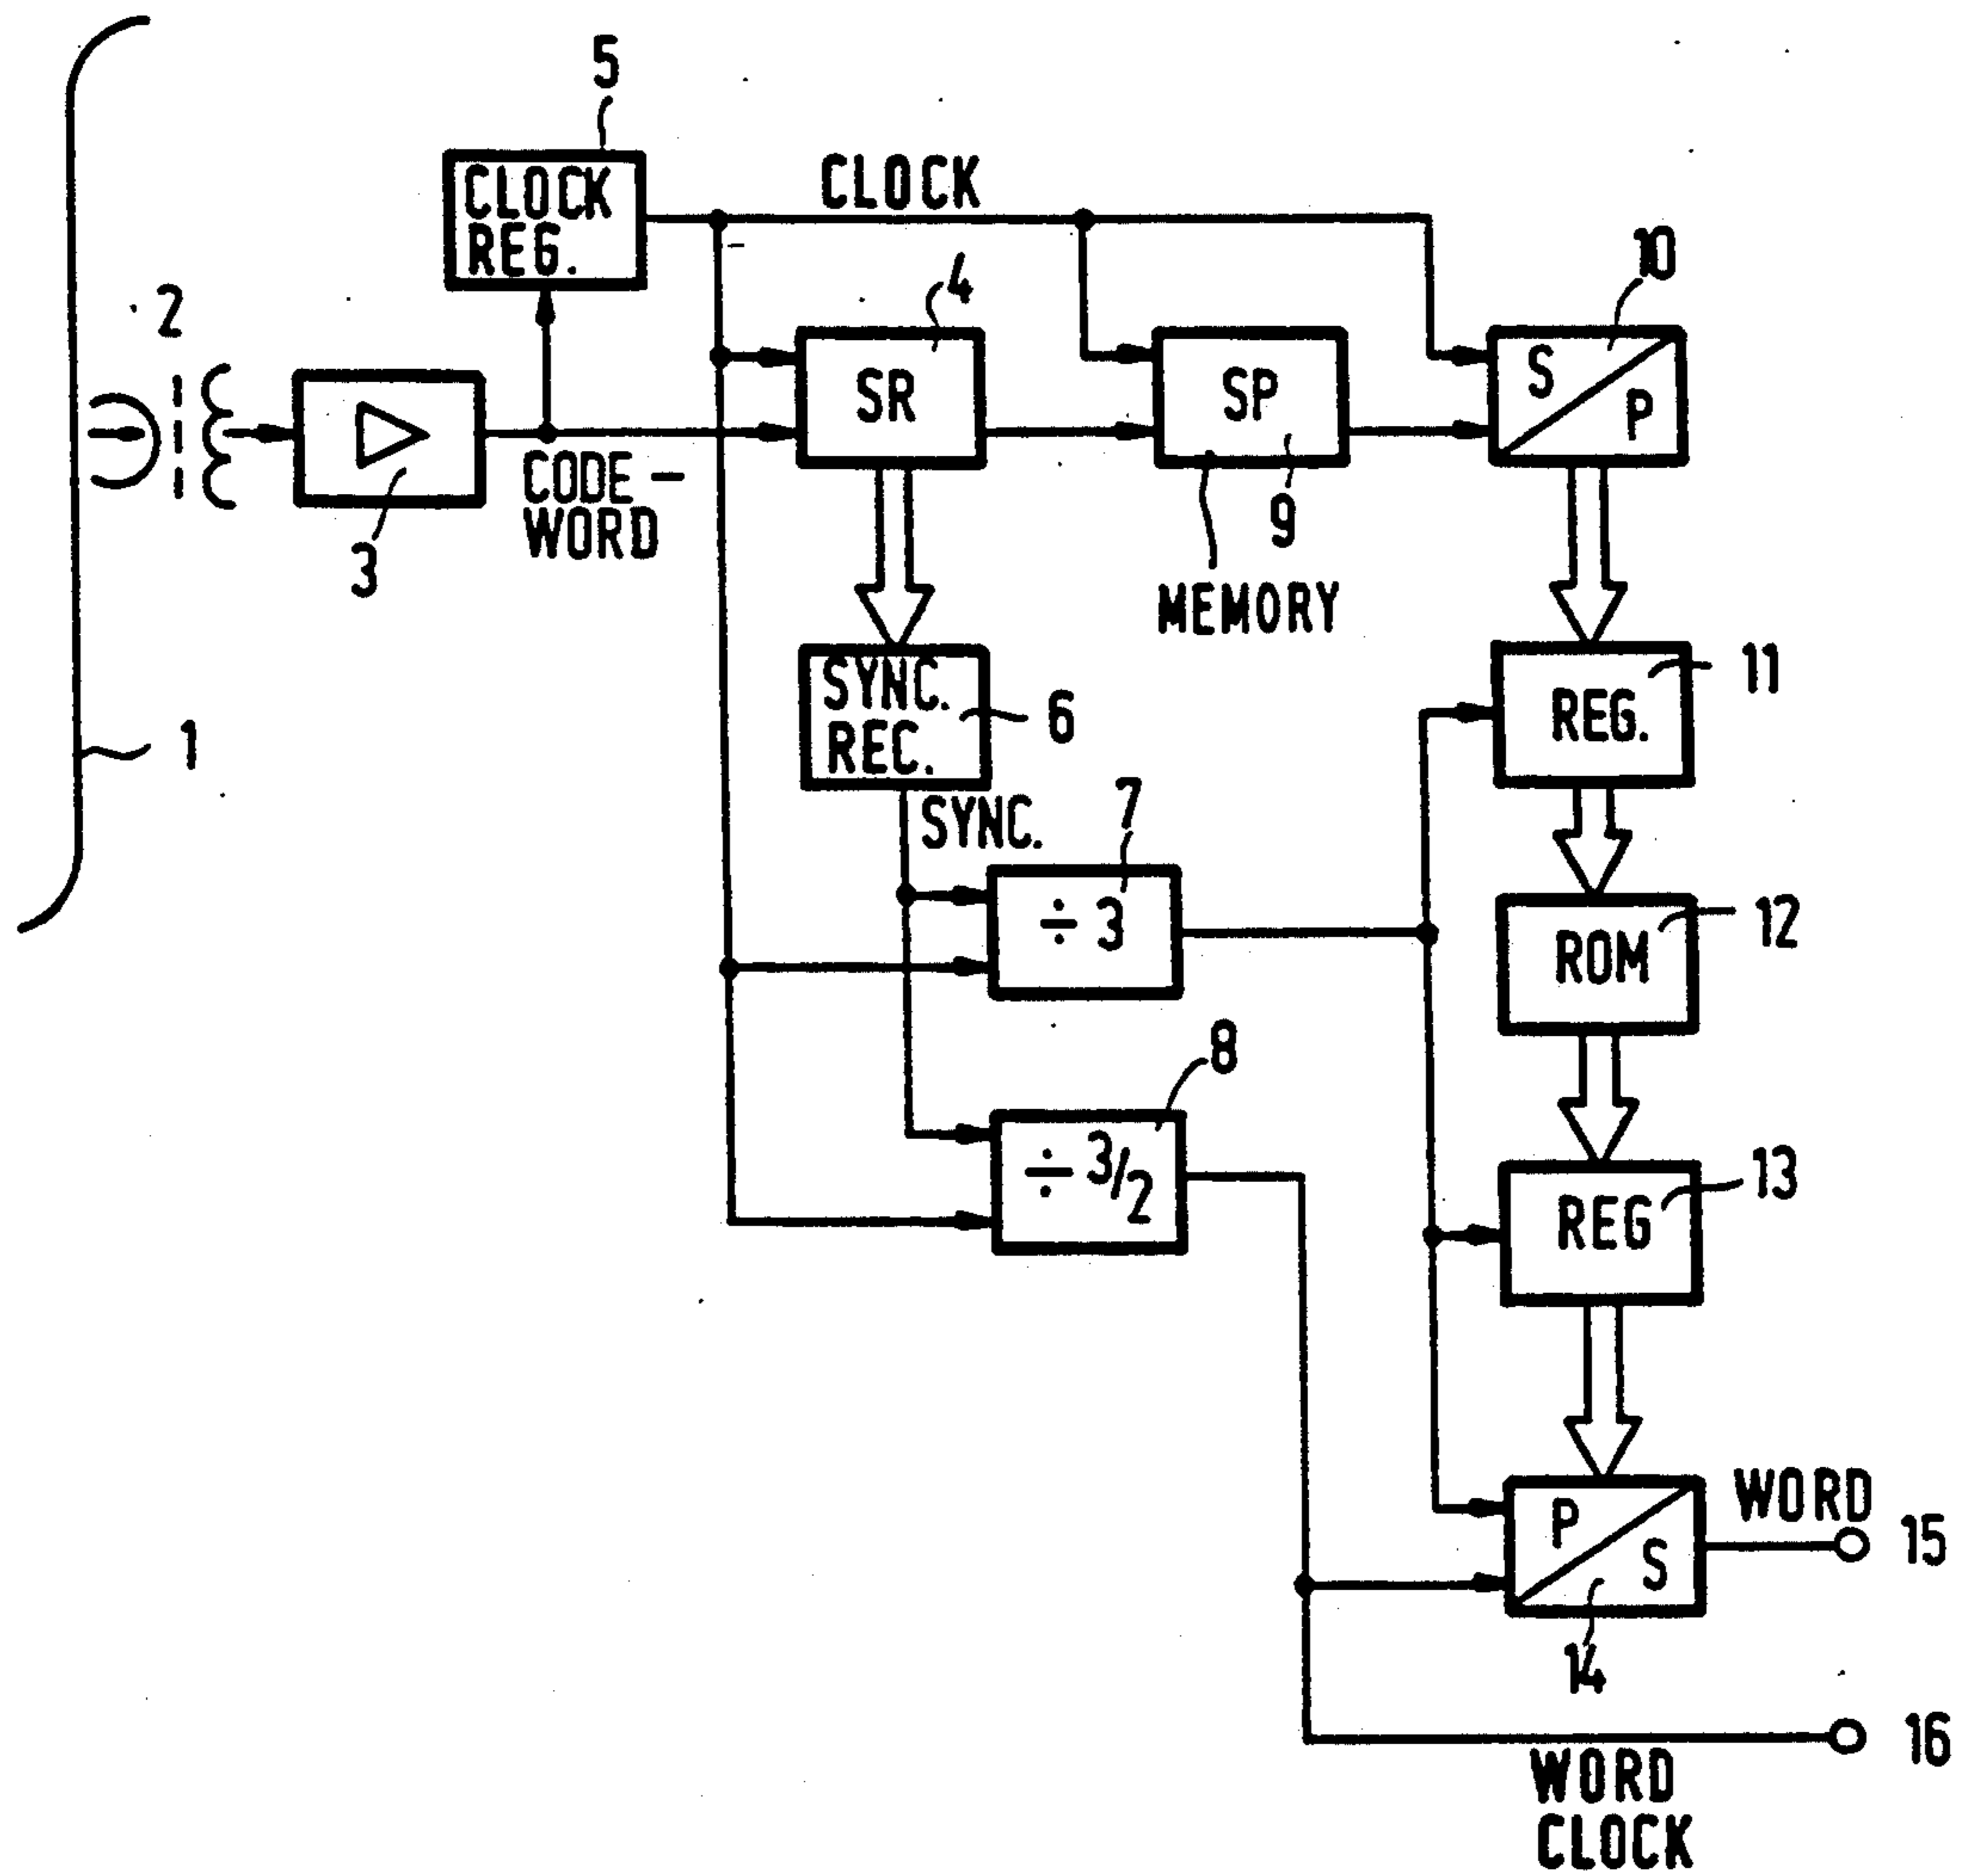 5
CLOCK
REG.
CLOCK
4
10
2
SR
SP
S
P
3
CODE -
WORD
9
MEMORY
1
SYNC.
REC.
6
SYNC.
7
REG.
11
÷ 3
ROM
12
8
÷ 3/2
REG
13
P
S
WORD
15
14
16
WORD
CLOCK